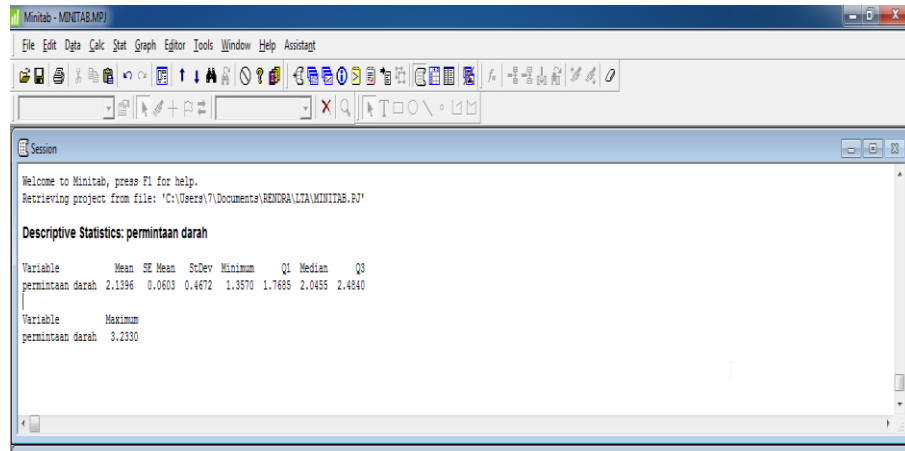 Minitab - MINITAB.MPJ
File Edit Data Calc Stat Graph Editor Tools Window Help Assistant
Session
Welcome to Minitab, press F1 for help.
Retrieving project from file: 'C:\Users\7\Documents\RENDRA\LTA\MINITAB.PJ'
Descriptive Statistics: permintaan darah
Variable Mean SE Mean StDev Minimum Q1 Median Q3
permintaan darah 2.1396 0.0603 0.4672 1.3570 1.7685 2.0455 2.4840
Variable Maximum
permintaan darah 3.2330